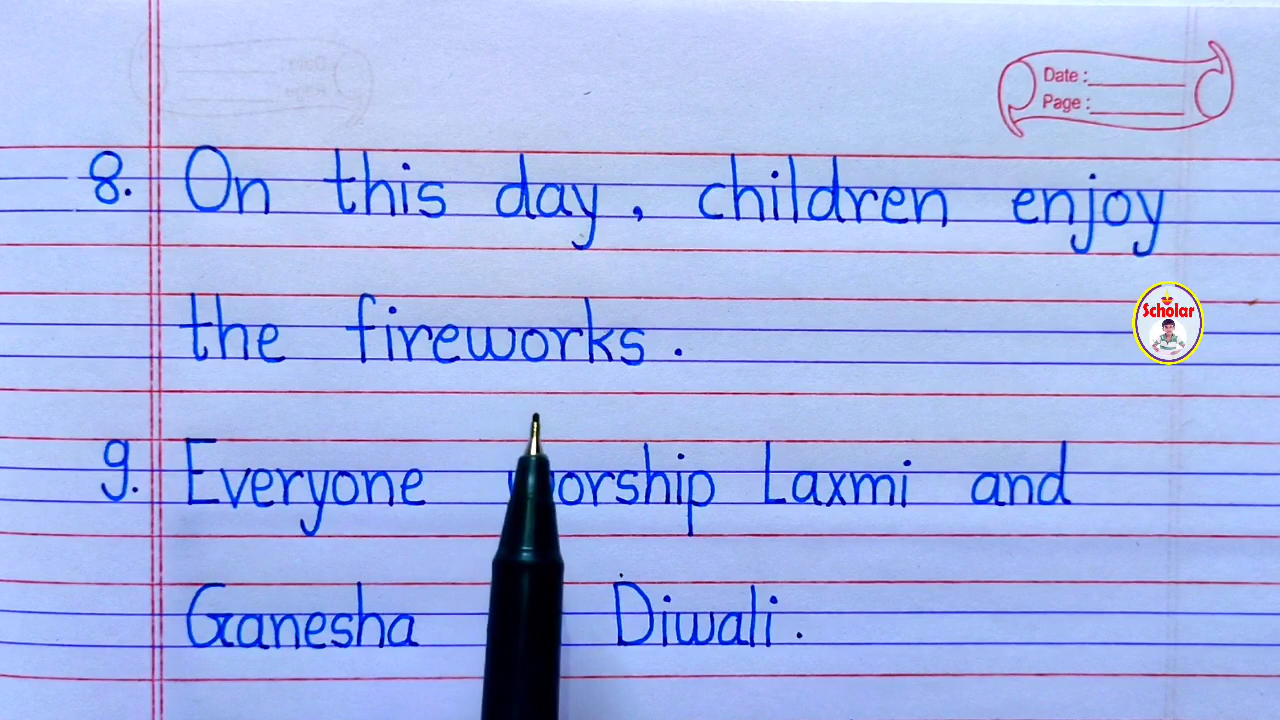 Date :
Page :
8. On this day, children enjoy
the fireworks.
Scholar
9. Everyone worship Laxmi and
Ganesha Diwali.